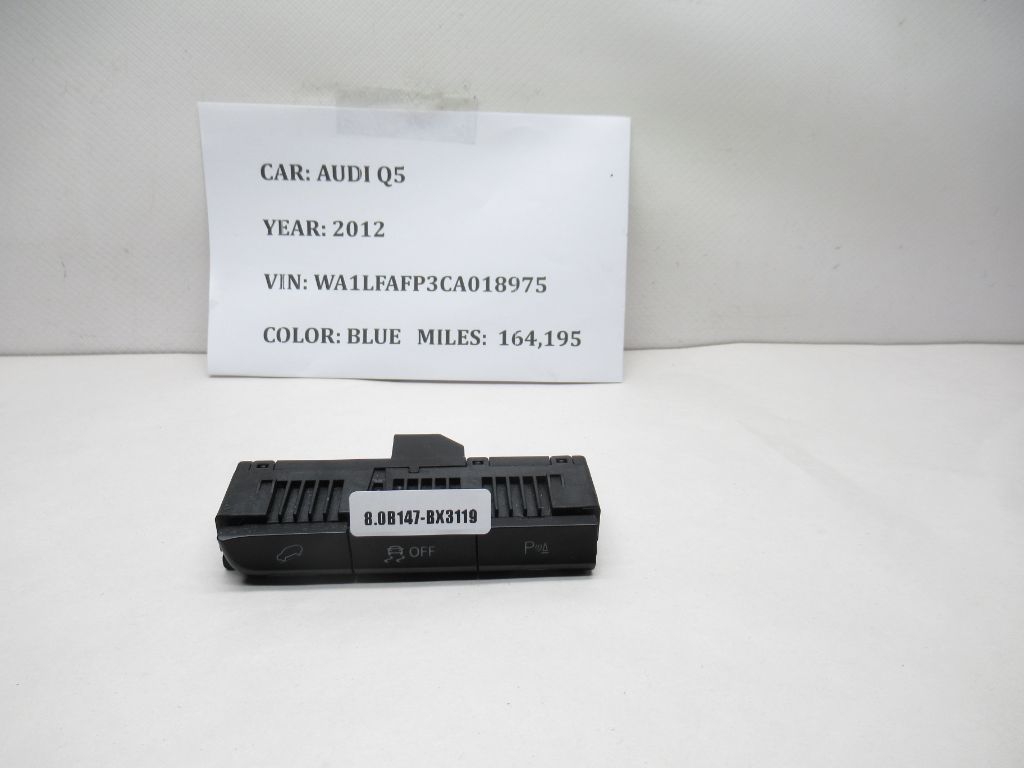 CAR: AUDI Q5
YEAR: 2012
VIN: WA1LFAFP3CA018975
COLOR: BLUE MILES: 164,195
8.0B147-BX3119
OFF P